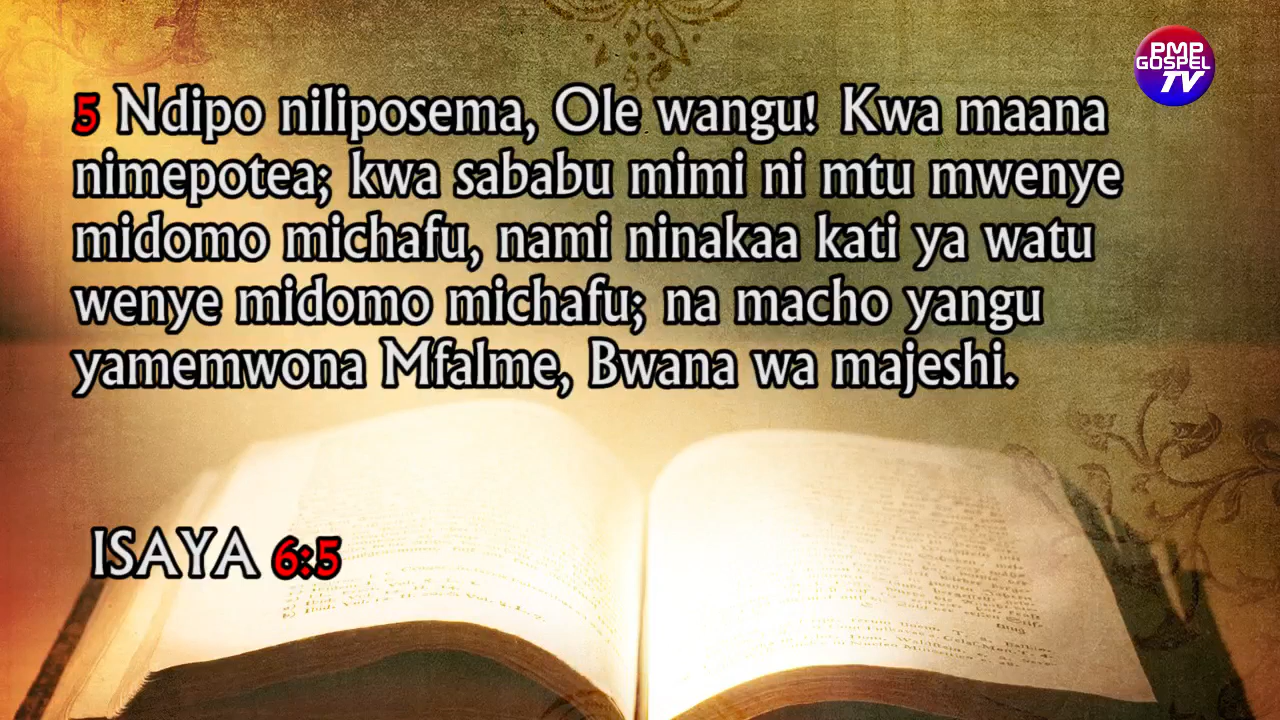 PMP
GOSPEL
TV
5 Ndipo niliposema, Ole wangu! Kwa maana
nimepotea; kwa sababu mimi ni mtu mwenye
midomo michafu, nami ninakaa kati ya watu
wenye midomo michafu; na macho yangu
yamemwona Mfalme, Bwana wa majeshi.
ISAYA 6:5